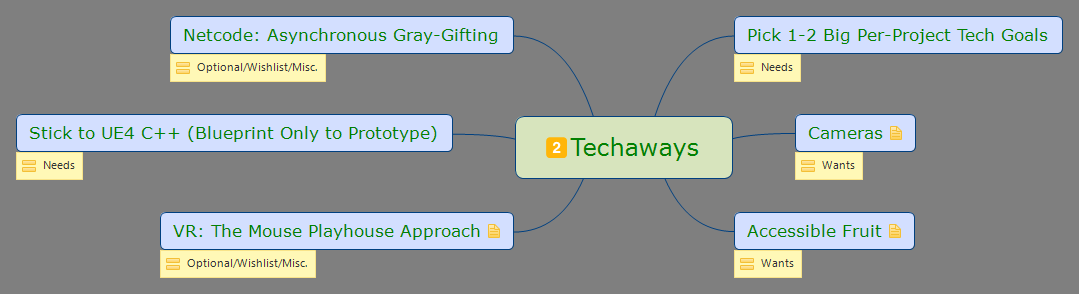 Netcode: Asynchronous Gray-Gifting
Optional/Wishlist/Misc.
Pick 1-2 Big Per-Project Tech Goals
Needs
Stick to UE4 C++ (Blueprint Only to Prototype)
Needs
2 Techaways
Cameras
Wants
VR: The Mouse Playhouse Approach
Optional/Wishlist/Misc.
Accessible Fruit
Wants